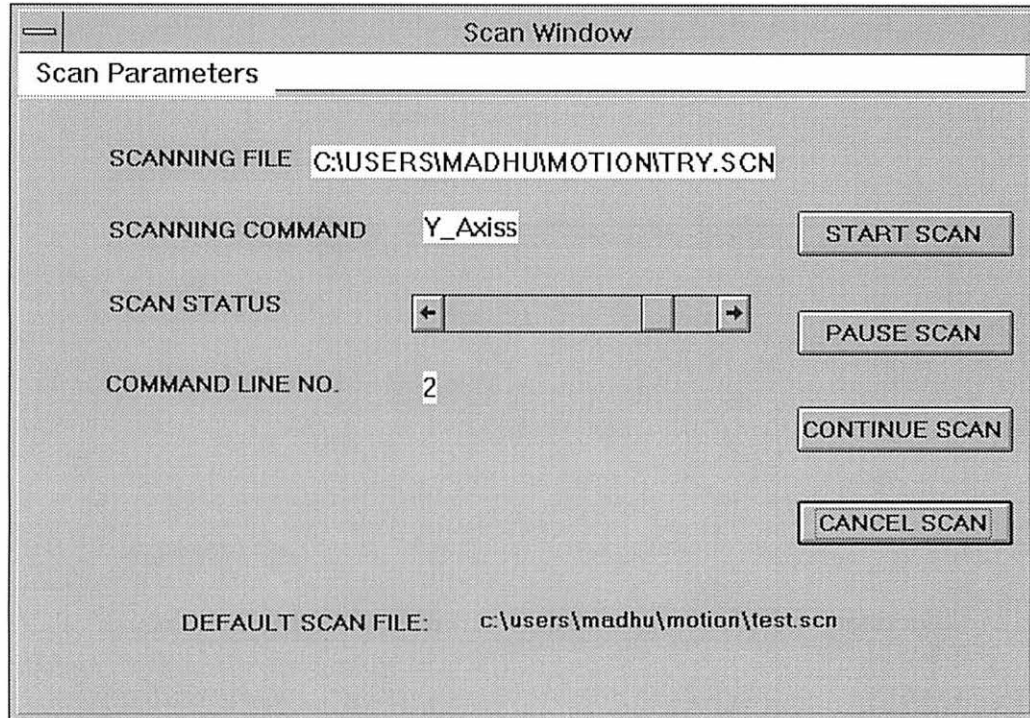 Scan Window
Scan Parameters
SCANNING FILE C:\USERS\MADHU\MOTION\TRY.SCN
SCANNING COMMAND Y_Axiss
START SCAN
SCAN STATUS
PAUSE SCAN
COMMAND LINE NO. 2
CONTINUE SCAN
CANCEL SCAN
DEFAULT SCAN FILE: c:\users\madhu\motion\test.scn